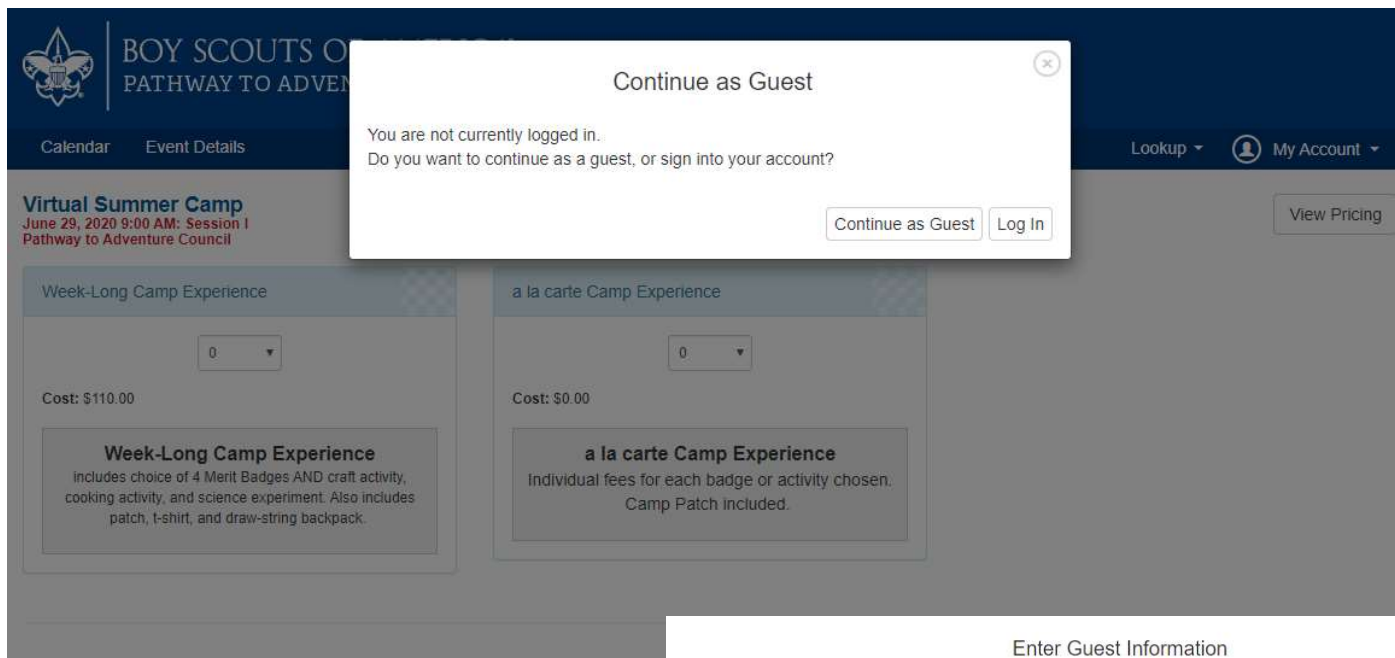 BOY SCOUTS O
PATHWAY TO ADVEN
Continue as Guest
You are not currently logged in.
Do you want to continue as a guest, or sign into your account?
Continue as Guest Log In
Calendar Event Details Lookup My Account
Virtual Summer Camp
June 29, 2020 9:00 AM: Session I
Pathway to Adventure Council
View Pricing
Week-Long Camp Experience
0
Cost: $110.00
Week-Long Camp Experience
includes choice of 4 Merit Badges AND craft activity,
cooking activity, and science experiment. Also includes
patch, t-shirt, and draw-string backpack.
a la carte Camp Experience
0
Cost: $0.00
a la carte Camp Experience
Individual fees for each badge or activity chosen.
Camp Patch included.
Enter Guest Information